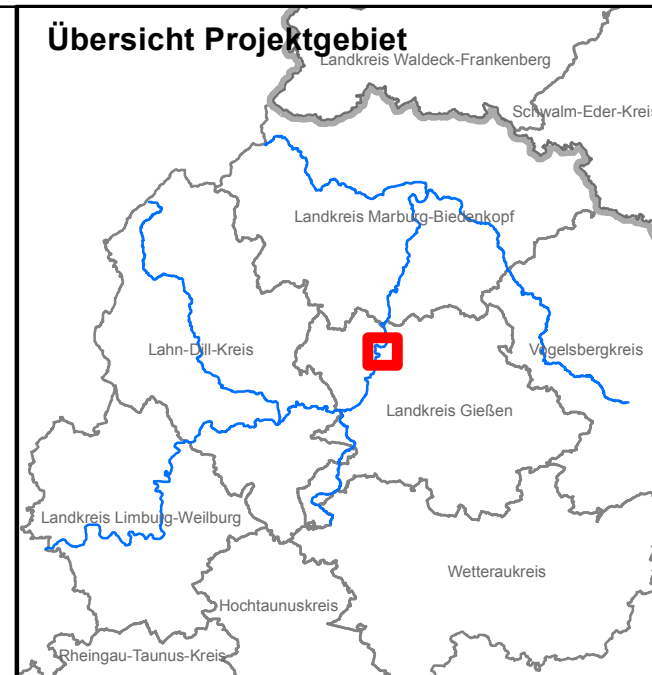 Übersicht Projektgebiet
Landkreis Waldeck-Frankenberg
Schwalm-Eder-Kreis
Landkreis Marburg-Biedenkopf
Lahn-Dill-Kreis
Vogelsbergkreis
Landkreis Gießen
Landkreis Limburg-Weilburg
Wetteraukreis
Hochtaunuskreis
Rheingau-Taunus-Kreis